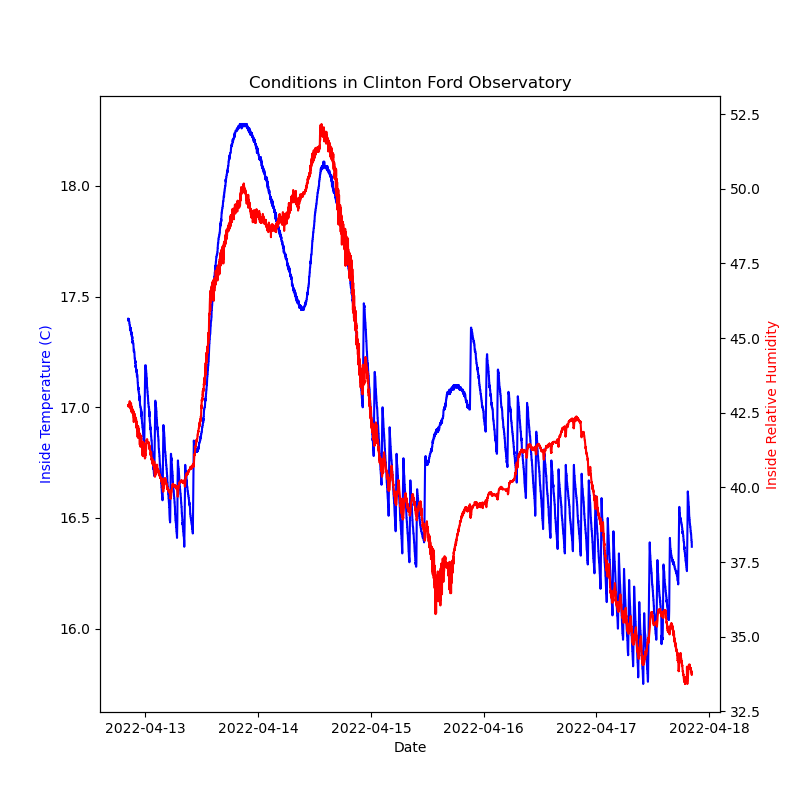 Conditions in Clinton Ford Observatory
Inside Temperature (C)
18.0
17.5
17.0
16.5
16.0
52.5
50.0
47.5
45.0
42.5
40.0
37.5
35.0
32.5
Inside Relative Humidity
2022-04-13 2022-04-14 2022-04-15 2022-04-16 2022-04-17 2022-04-18
Date